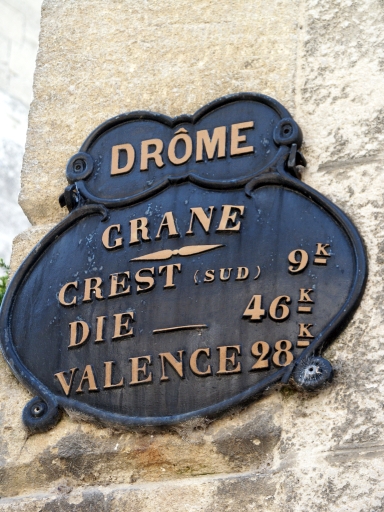 DRÔME
GRANE
CREST (SUD) 9K
DIE — 46K
VALENCE 28K